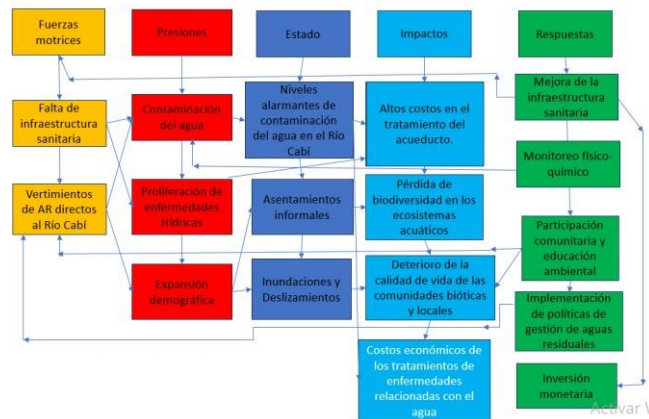 Fuerzas
motrices
Presiones
Estado
Impactos
Respuestas
Falta de
infraestructura
sanitaria
Vertimientos
de AR directos
al Río Cabí
Contaminación
del agua
Proliferación de
enfermedades
Hídricas
Expansión
demográfica
Niveles
alarmantes de
contaminación
del agua en el Río
Cabí
Asentamientos
informales
Inundaciones y
Deslizamientos
Altos costos en el
tratamiento del
acueducto.
Pérdida de
biodiversidad en los
ecosistemas
acuáticos
Deterioro de la
calidad de vida de las
comunidades bióticas
y locales
Costos económicos de
los tratamientos de
enfermedades
relacionadas con el
agua
Mejora de la
infraestructura
sanitaria
Monitoreo físico-
químico
Participación
comunitaria y
educación
ambiental
Implementación
de políticas de
gestión de aguas
residuales
Inversión
monetaria
Activar